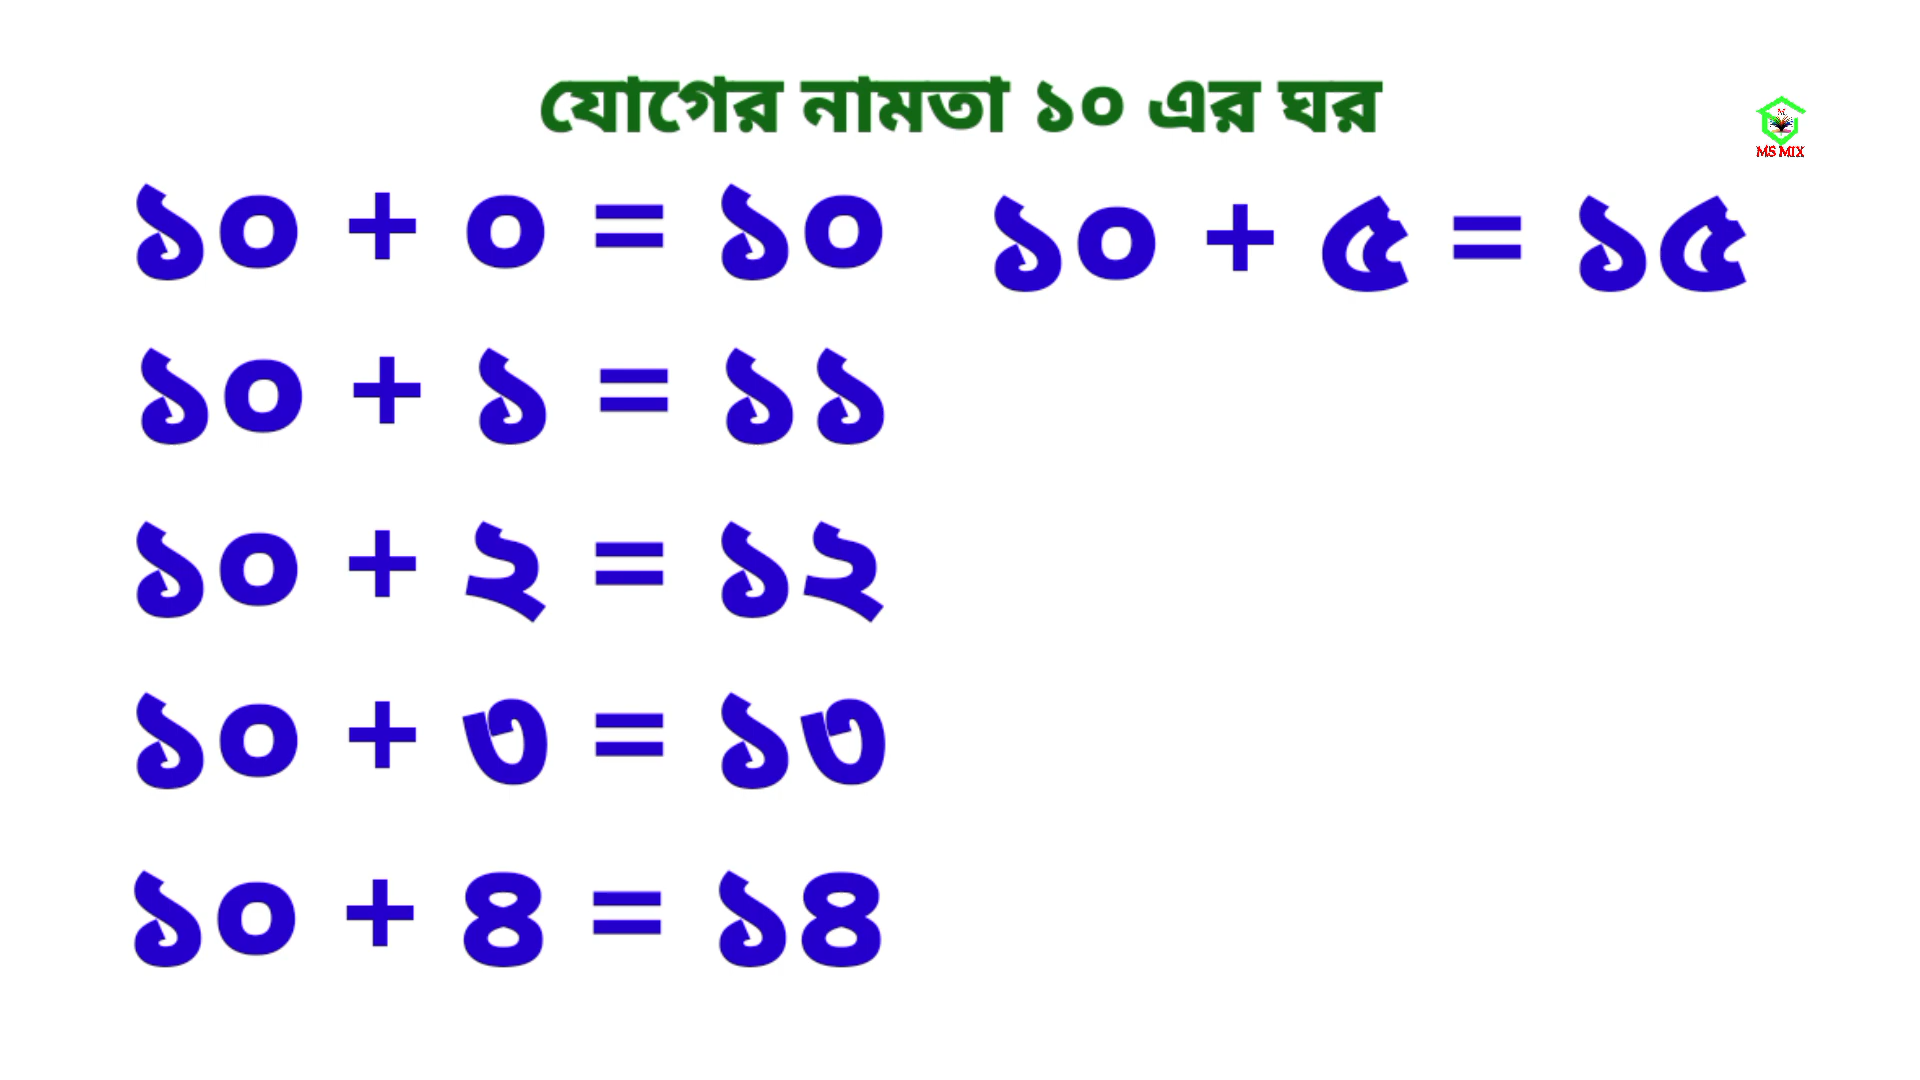 যোগের নামতা ১০ এর ঘর
MS MIX
১০ + ০ = ১০
১০ + ১ = ১১
১০ + ২ = ১২
১০ + ৩ = ১৩
১০ + ৪ = ১৪
১০ + ৫ = ১৫